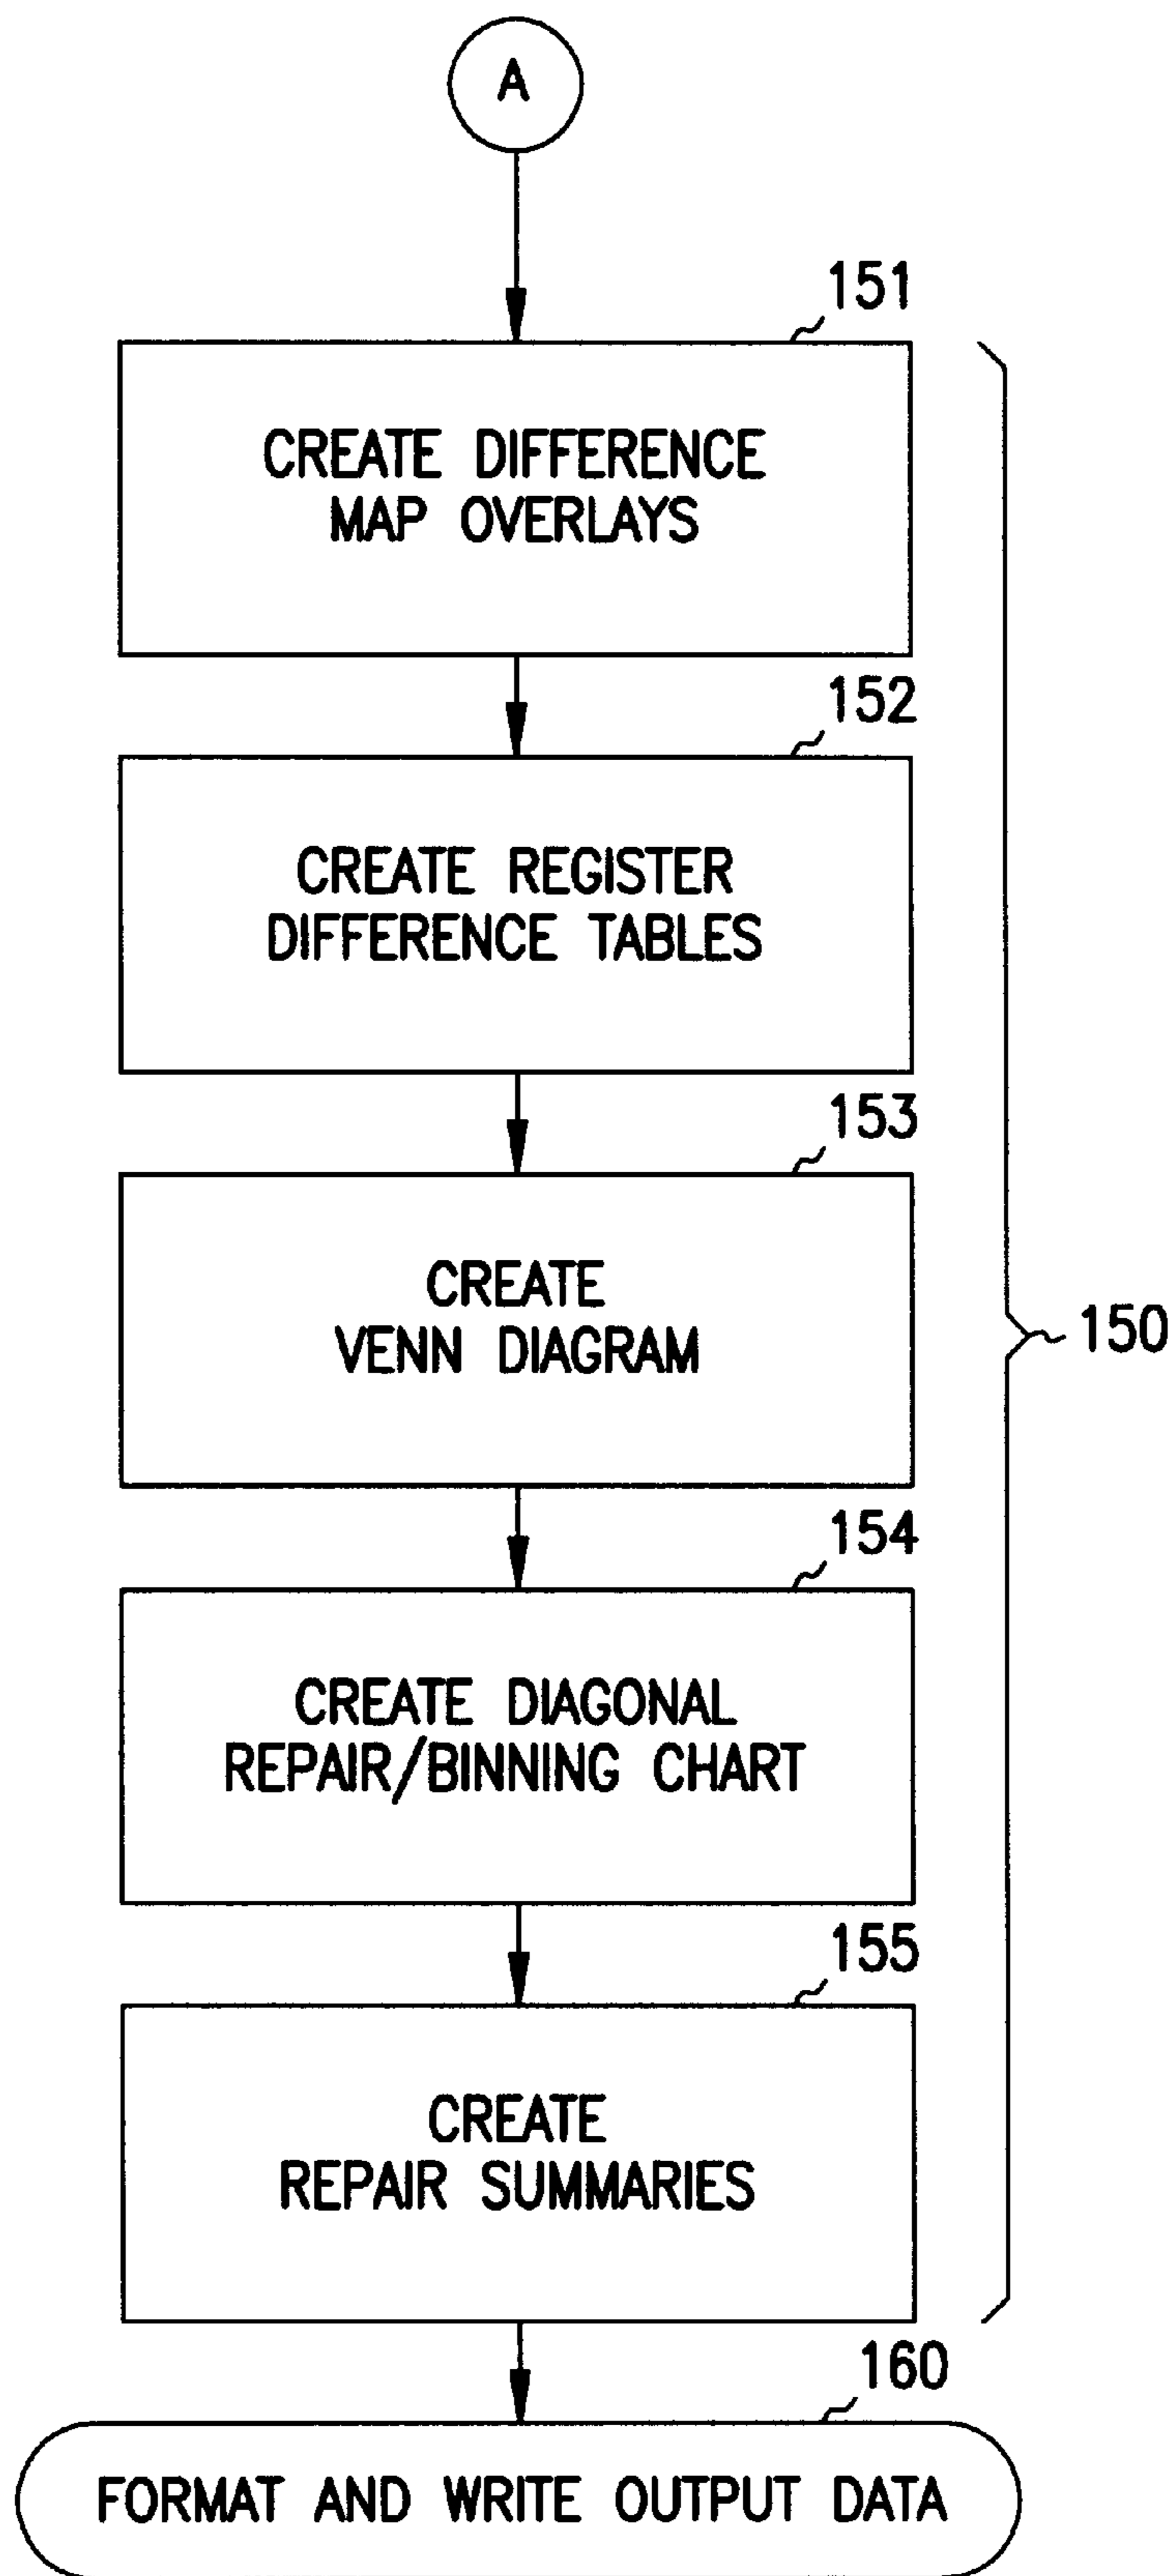 A
151
CREATE DIFFERENCE
MAP OVERLAYS
152
CREATE REGISTER
DIFFERENCE TABLES
153
CREATE
VENN DIAGRAM
150
154
CREATE DIAGONAL
REPAIR/BINNING CHART
155
CREATE
REPAIR SUMMARIES
160
FORMAT AND WRITE OUTPUT DATA